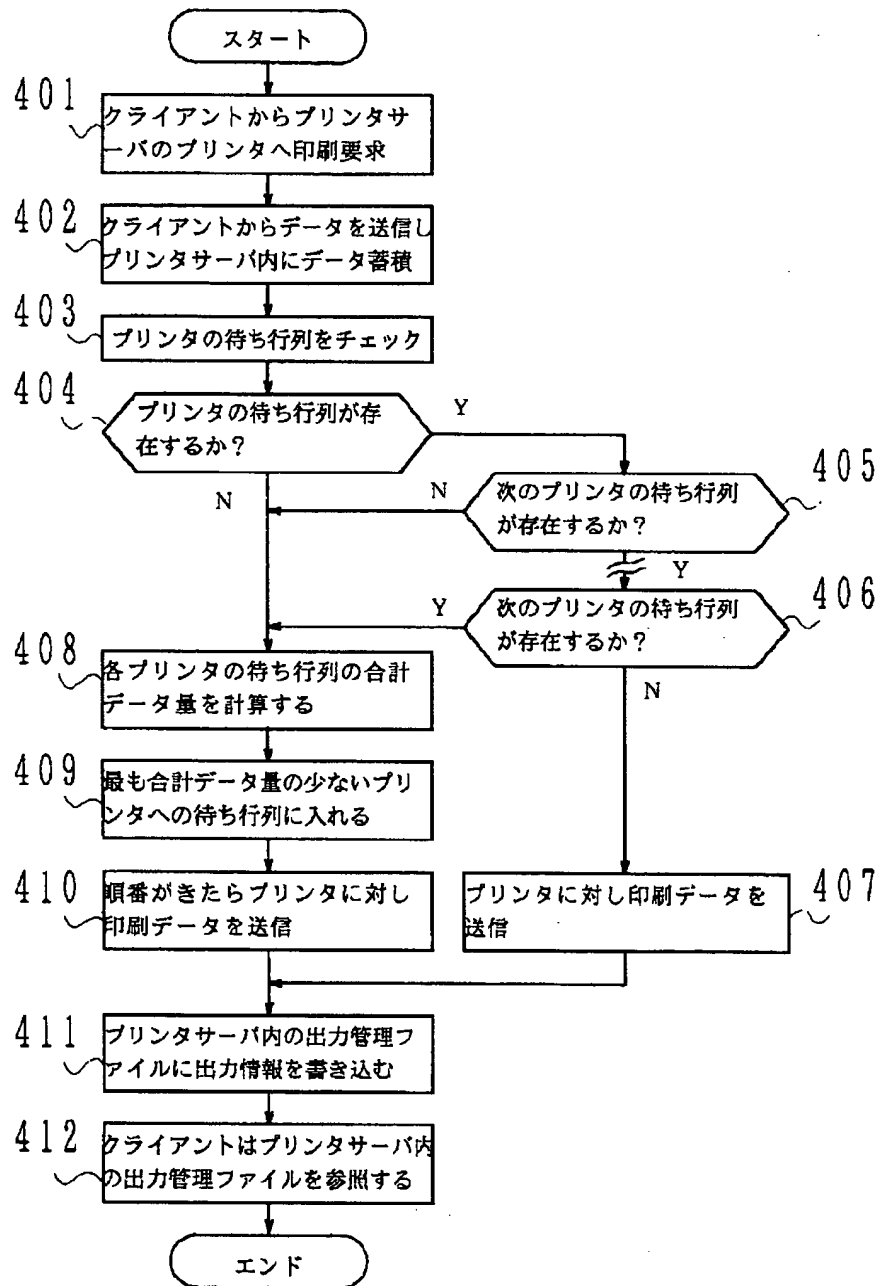 スタート
401
クライアントからプリンタサ
ーバのプリンタへ印刷要求
402
クライアントからデータを送信し
プリンタサーバ内にデータ蓄積
403
プリンタの待ち行列をチェック
404
プリンタの待ち行列が存
在するか？
Y
N
405
次のプリンタの待ち行列
が存在するか？
N
Y
406
次のプリンタの待ち行列
が存在するか？
Y
N
408
各プリンタの待ち行列の合計
データ量を計算する
409
最も合計データ量の少ないプリ
ンタへの待ち行列に入れる
410
順番がきたらプリンタに対し
印刷データを送信
407
プリンタに対し印刷データを
送信
411
プリンタサーバ内の出力管理フ
ァイルに出力情報を書き込む
412
クライアントはプリンタサーバ内
の出力管理ファイルを参照する
エンド